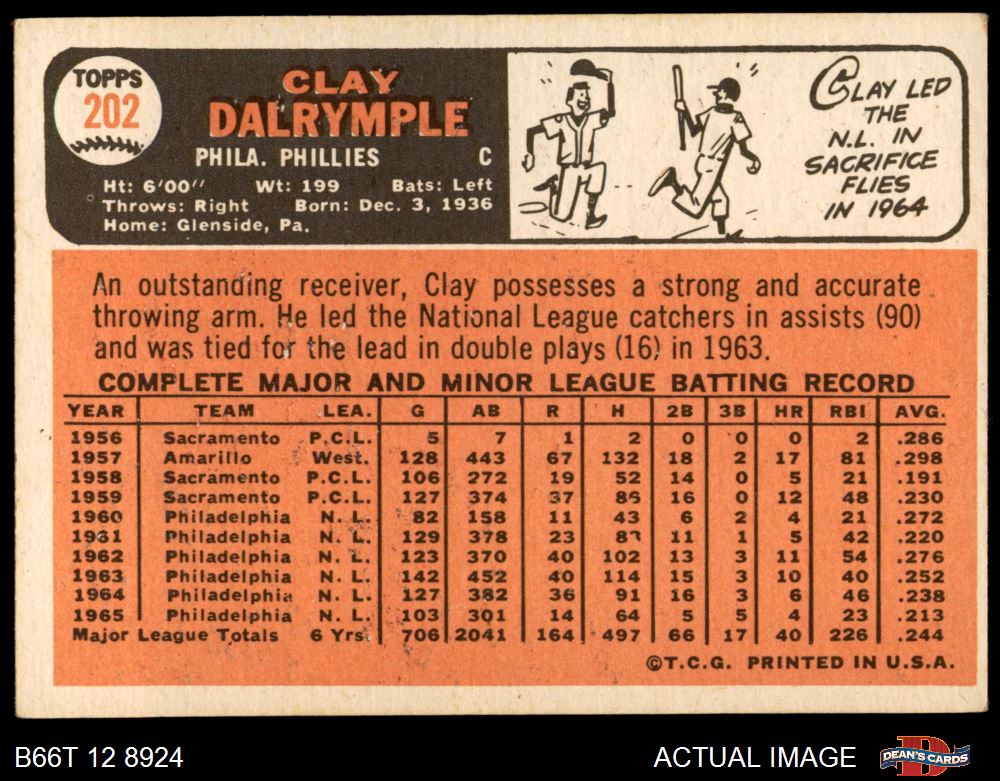 TOPPS
202
CLAY
DALRYMPLE
PHILA. PHILLIES C
Ht: 6'00" Wt: 199 Bats: Left
Throws: Right Born: Dec. 3, 1936
Home: Glenside, Pa.
CLAY LED
THE
N.L. IN
SACRIFICE
FLIES
IN 1964
An outstanding receiver, Clay possesses a strong and accurate
throwing arm. He led the National League catchers in assists (90)
and was tied for the lead in double plays (16) in 1963.
COMPLETE MAJOR AND MINOR LEAGUE BATTING RECORD
YEAR TEAM LEA. G AB R H 2B 3B HR RBI AVG.
1956 Sacramento P.C.L. 5 7 1 2 0 0 0 2 .286
1957 Amarillo West. 128 443 67 132 18 2 17 81 .298
1958 Sacramento P.C.L. 106 272 19 52 14 0 5 21 .191
1959 Sacramento P.C.L. 127 374 37 86 16 0 12 48 .230
1960 Philadelphia N. L. 82 158 11 43 6 2 4 21 .272
1961 Philadelphia N. L. 129 378 23 83 11 1 5 42 .220
1962 Philadelphia N. L. 123 370 40 102 13 3 11 54 .276
1963 Philadelphia N. L. 142 452 40 114 15 3 10 40 .252
1964 Philadelphia N. L. 127 382 36 91 16 3 6 46 .238
1965 Philadelphia N. L. 103 301 14 64 5 5 4 23 .213
Major League Totals 6 Yrs. 706 2041 164 497 66 17 40 226 .244
©T.C.G. PRINTED IN U.S.A.
B66T 12 8924 ACTUAL IMAGE DEAN'S CARDS